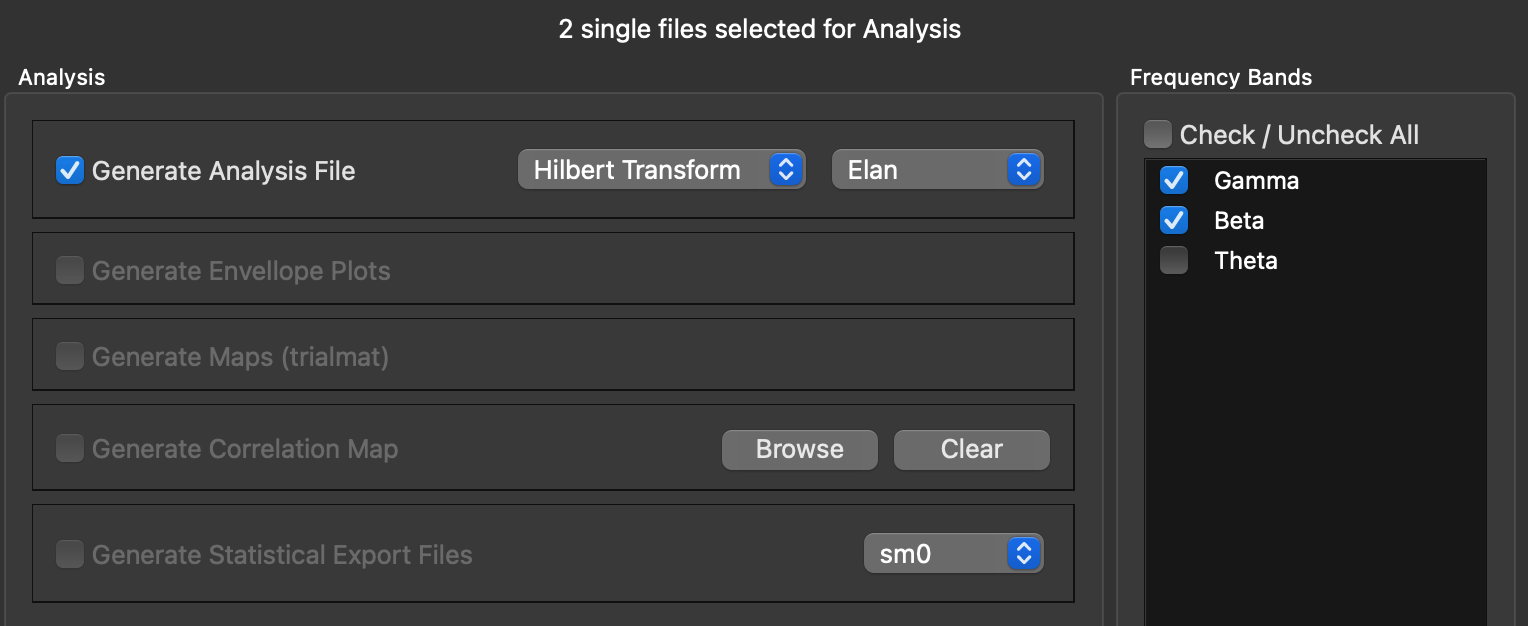 2 single files selected for Analysis
Analysis
Generate Analysis File Hilbert Transform Elan
Generate Envellope Plots
Generate Maps (trialmat)
Generate Correlation Map Browse Clear
Generate Statistical Export Files sm0
Frequency Bands
Check / Uncheck All
Gamma
Beta
Theta